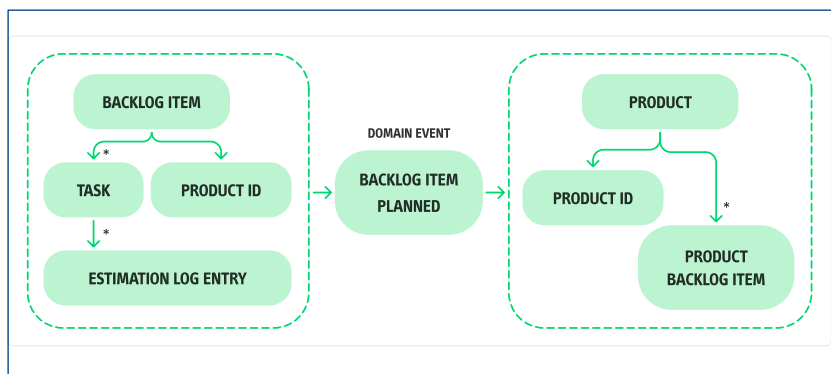 BACKLOG ITEM
*
TASK
PRODUCT ID
*
ESTIMATION LOG ENTRY
DOMAIN EVENT
BACKLOG ITEM
PLANNED
PRODUCT
PRODUCT ID
*
PRODUCT
BACKLOG ITEM